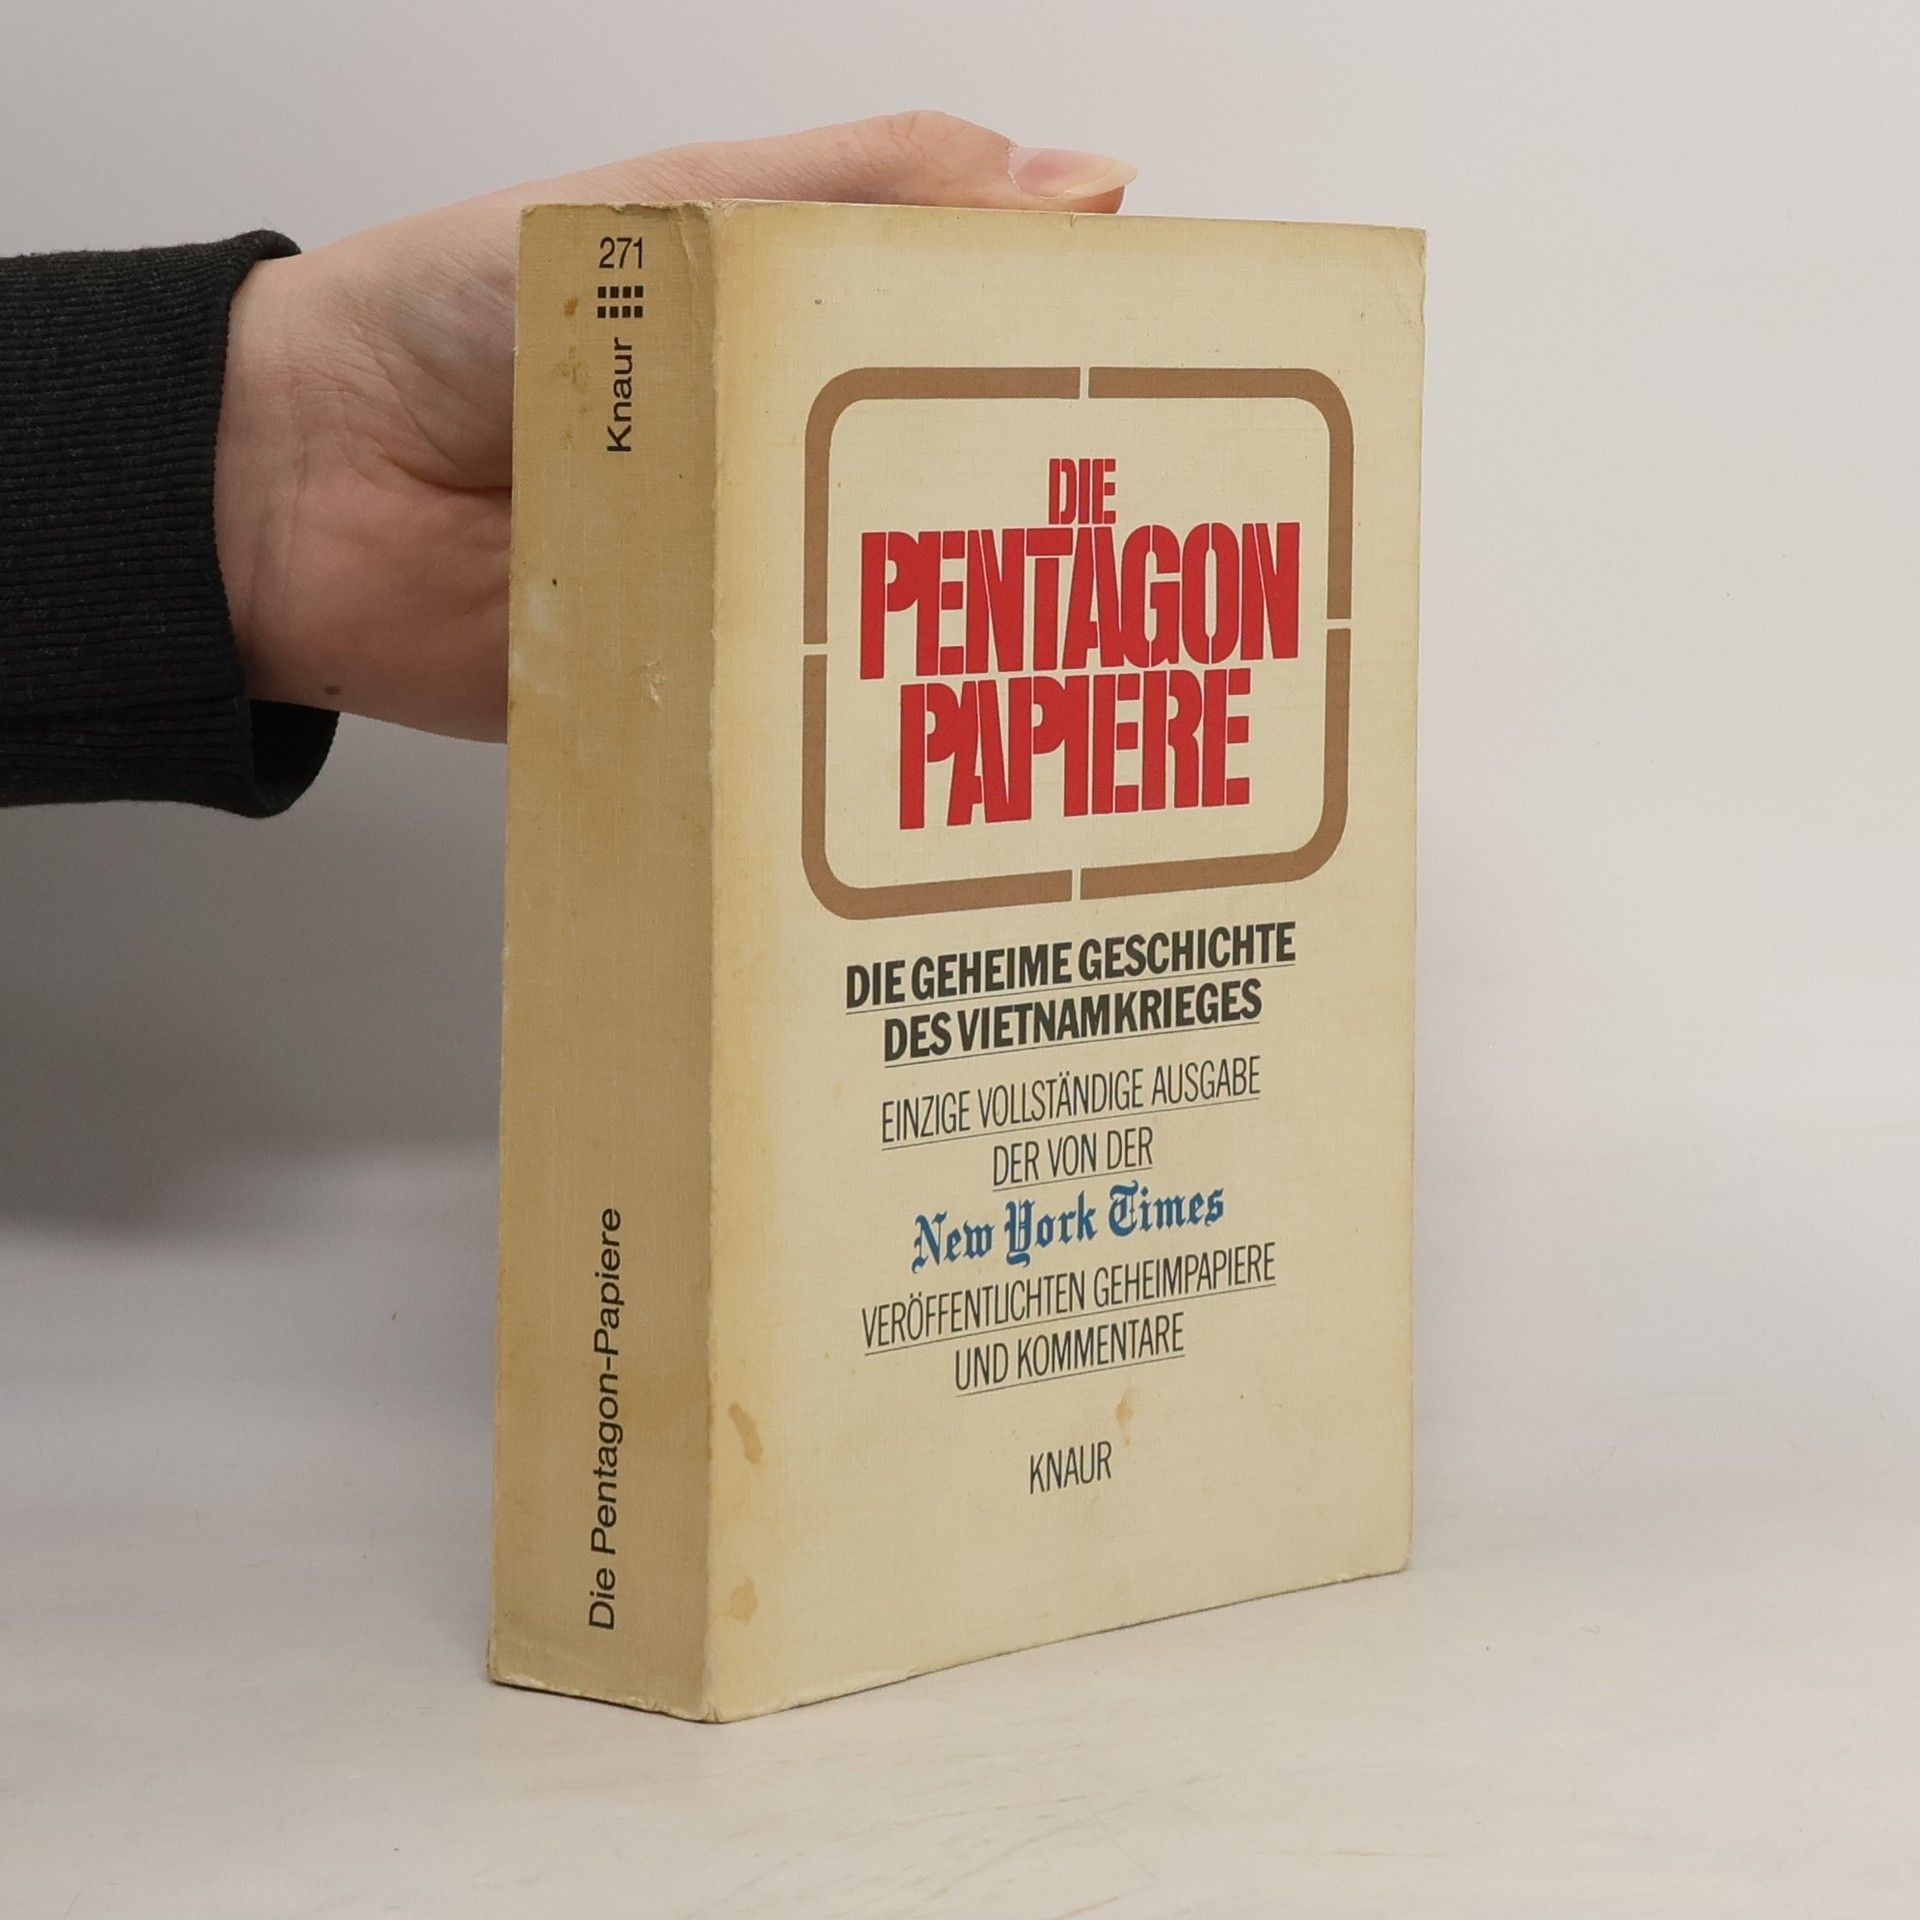 271
Knaur
Die Pentagon-Papiere
DIE
PENTAGON
PAPIERE
DIE GEHEIME GESCHICHTE
DES VIETNAMKRIEGES
EINZIGE VOLLSTÄNDIGE AUSGABE
DER VON DER
New York Times
VERÖFFENTLICHTEN GEHEIMPAPIERE
UND KOMMENTARE
KNAUR